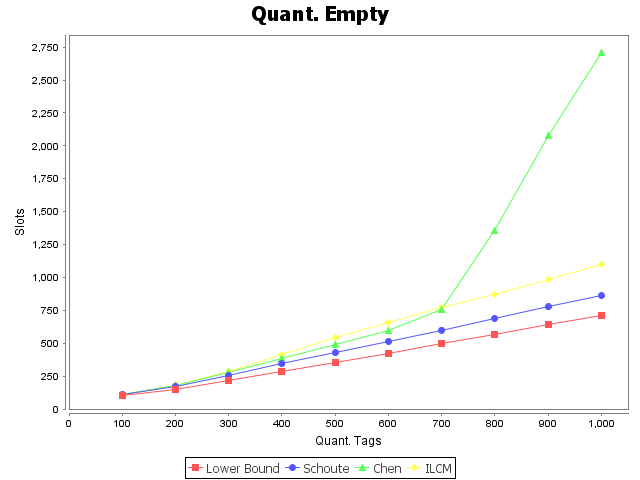 Quant. Empty
2,750
2,500
2,250
2,000
1,750
1,500
1,250
1,000
750
500
250
0
Slots
0 100 200 300 400 500 600 700 800 900 1,000
Quant. Tags
Lower Bound Schoute Chen ILCM